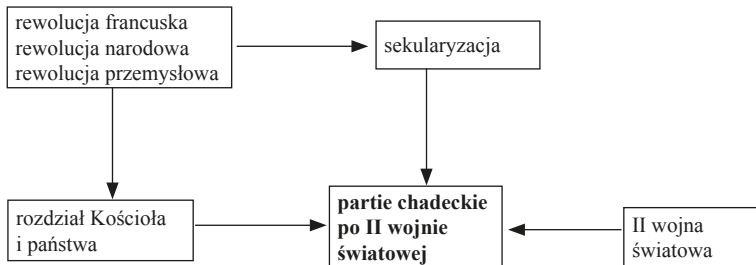 rewolucja francuska
rewolucja narodowa
rewolucja przemysłowa
sekularyzacja
rozdział Kościoła
i państwa
partie chadeckie
po II wojnie
światowej
II wojna
światowa